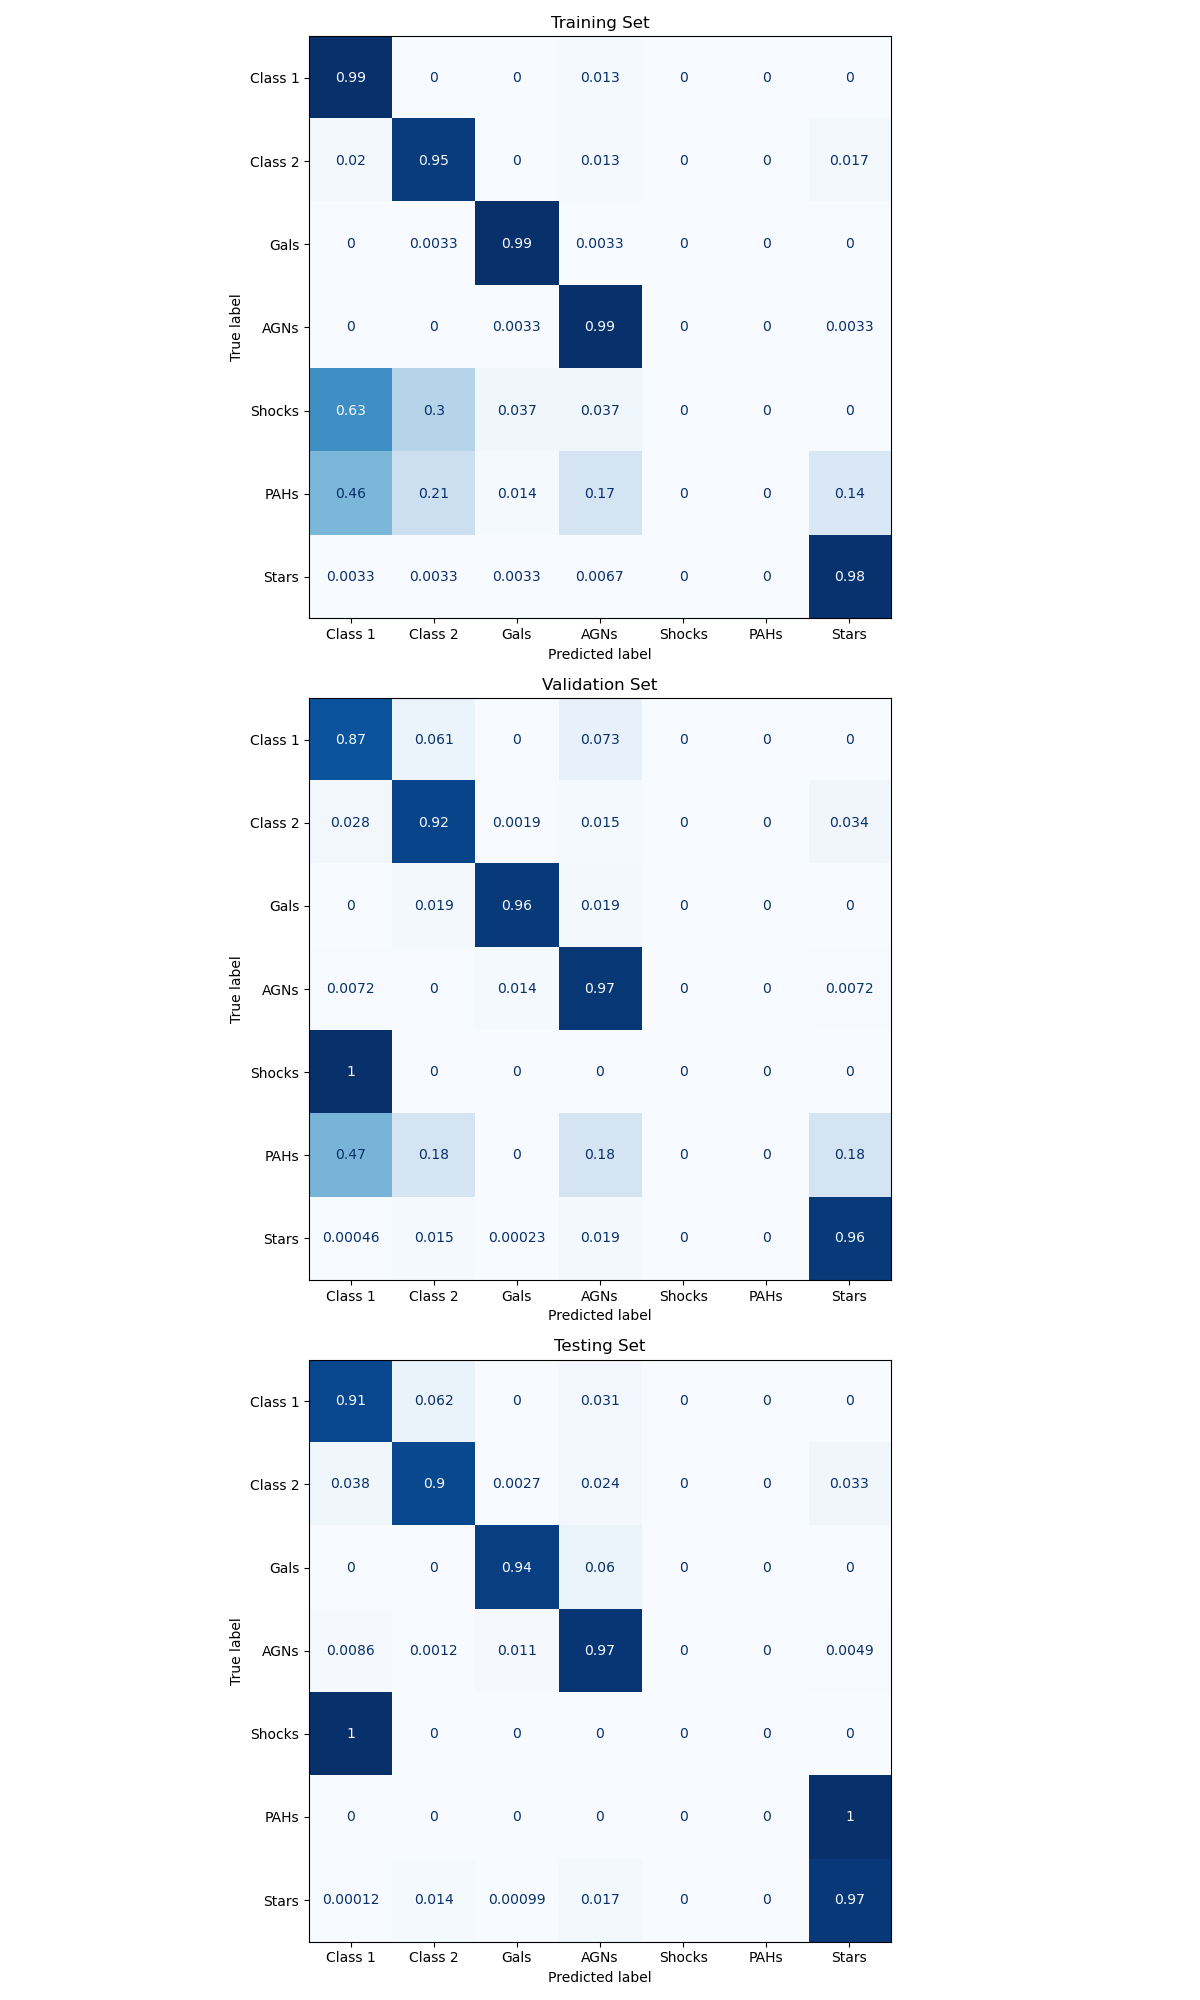 Training Set
Class 1 0.99 0 0 0.013 0 0 0
Class 2 0.02 0.95 0 0.013 0 0 0.017
Gals 0 0.0033 0.99 0.0033 0 0 0
AGNs 0 0 0.0033 0.99 0 0 0.0033
True label
Shocks 0.63 0.3 0.037 0.037 0 0 0
PAHs 0.46 0.21 0.014 0.17 0 0 0.14
Stars 0.0033 0.0033 0.0033 0.0067 0 0 0.98
Class 1 Class 2 Gals AGNs Shocks PAHs Stars
Predicted label
Validation Set
Class 1 0.87 0.061 0 0.073 0 0 0
Class 2 0.028 0.92 0.0019 0.015 0 0 0.034
Gals 0 0.019 0.96 0.019 0 0 0
AGNs 0.0072 0 0.014 0.97 0 0 0.0072
True label
Shocks 1 0 0 0 0 0 0
PAHs 0.47 0.18 0 0.18 0 0 0.18
Stars 0.00046 0.015 0.00023 0.019 0 0 0.96
Class 1 Class 2 Gals AGNs Shocks PAHs Stars
Predicted label
Testing Set
Class 1 0.91 0.062 0 0.031 0 0 0
Class 2 0.038 0.9 0.0027 0.024 0 0 0.033
Gals 0 0 0.94 0.06 0 0 0
AGNs 0.0086 0.0012 0.011 0.97 0 0 0.0049
True label
Shocks 1 0 0 0 0 0 0
PAHs 0 0 0 0 0 0 1
Stars 0.00012 0.014 0.00099 0.017 0 0 0.97
Class 1 Class 2 Gals AGNs Shocks PAHs Stars
Predicted label